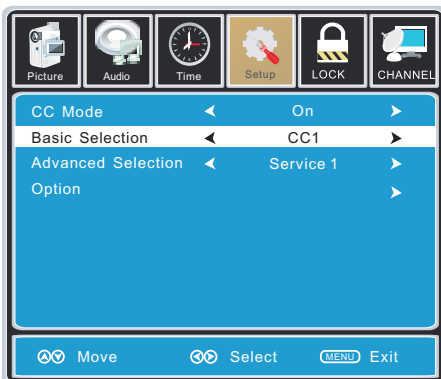 Picture Audio Time Setup LOCK CHANNEL
CC Mode On
Basic Selection CC1
Advanced Selection Service 1
Option
Move Select MENU Exit